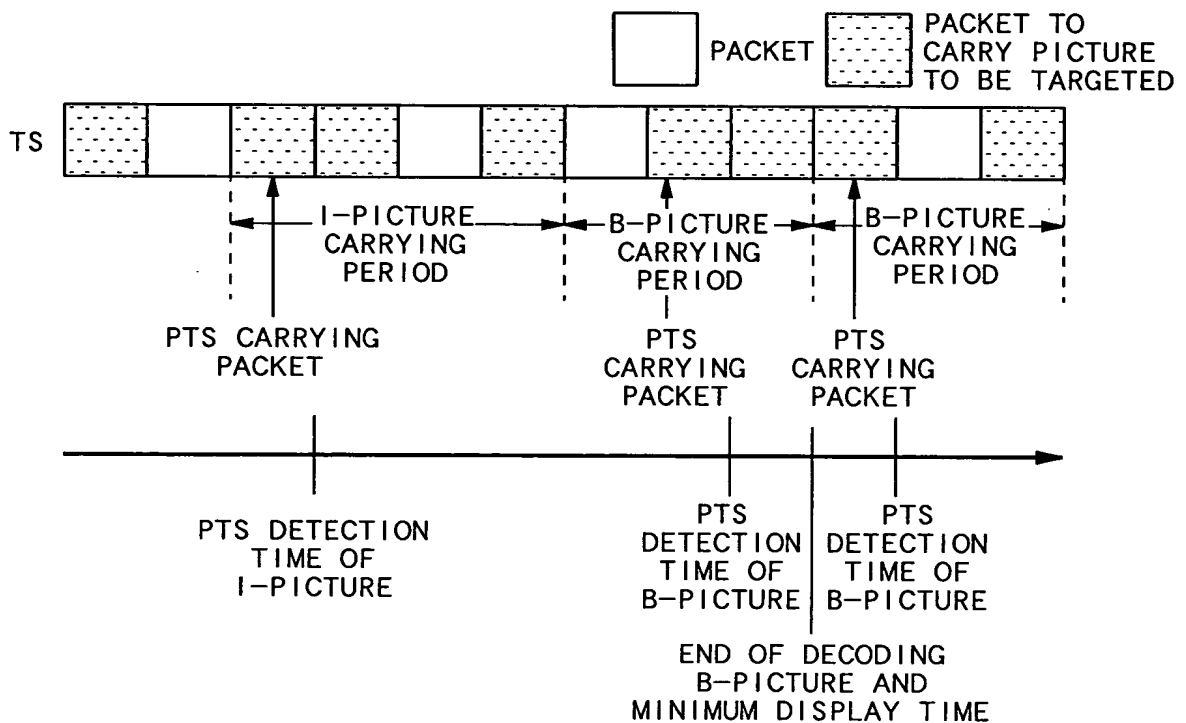 PACKET
PACKET TO
CARRY PICTURE
TO BE TARGETED
TS
I-PICTURE
CARRYING
PERIOD
B-PICTURE
CARRYING
PERIOD
B-PICTURE
CARRYING
PERIOD
PTS CARRYING
PACKET
PTS
CARRYING
PACKET
PTS
CARRYING
PACKET
PTS DETECTION
TIME OF
I-PICTURE
PTS
DETECTION
TIME OF
B-PICTURE
PTS
DETECTION
TIME OF
B-PICTURE
END OF DECODING
B-PICTURE AND
MINIMUM DISPLAY TIME